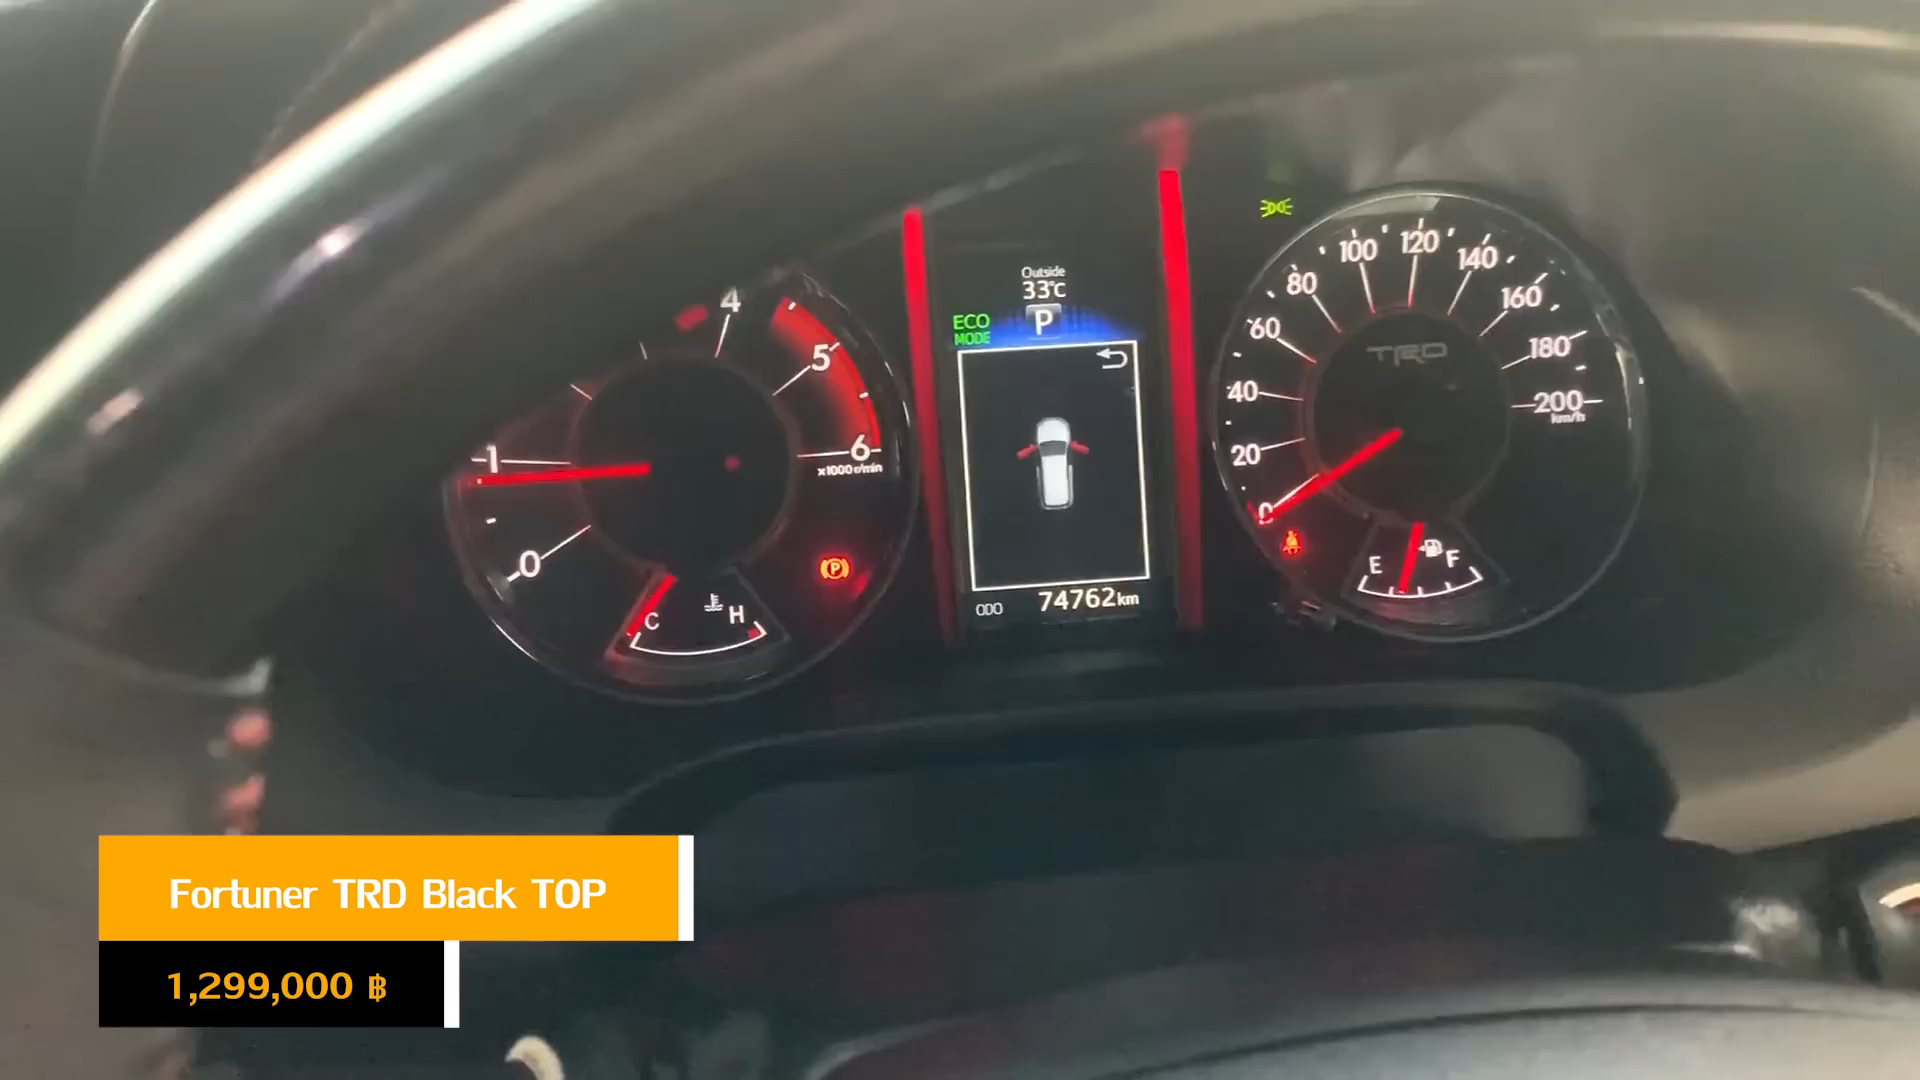 Outside
33°C
ECO
MODE
P
ODO 74762km
0
1
4
5
6
x1000 r/min
C H
0
20
40
60
80
100
120
140
160
180
200
km/h
TRD
E F
Fortuner TRD Black TOP
1,299,000 ฿